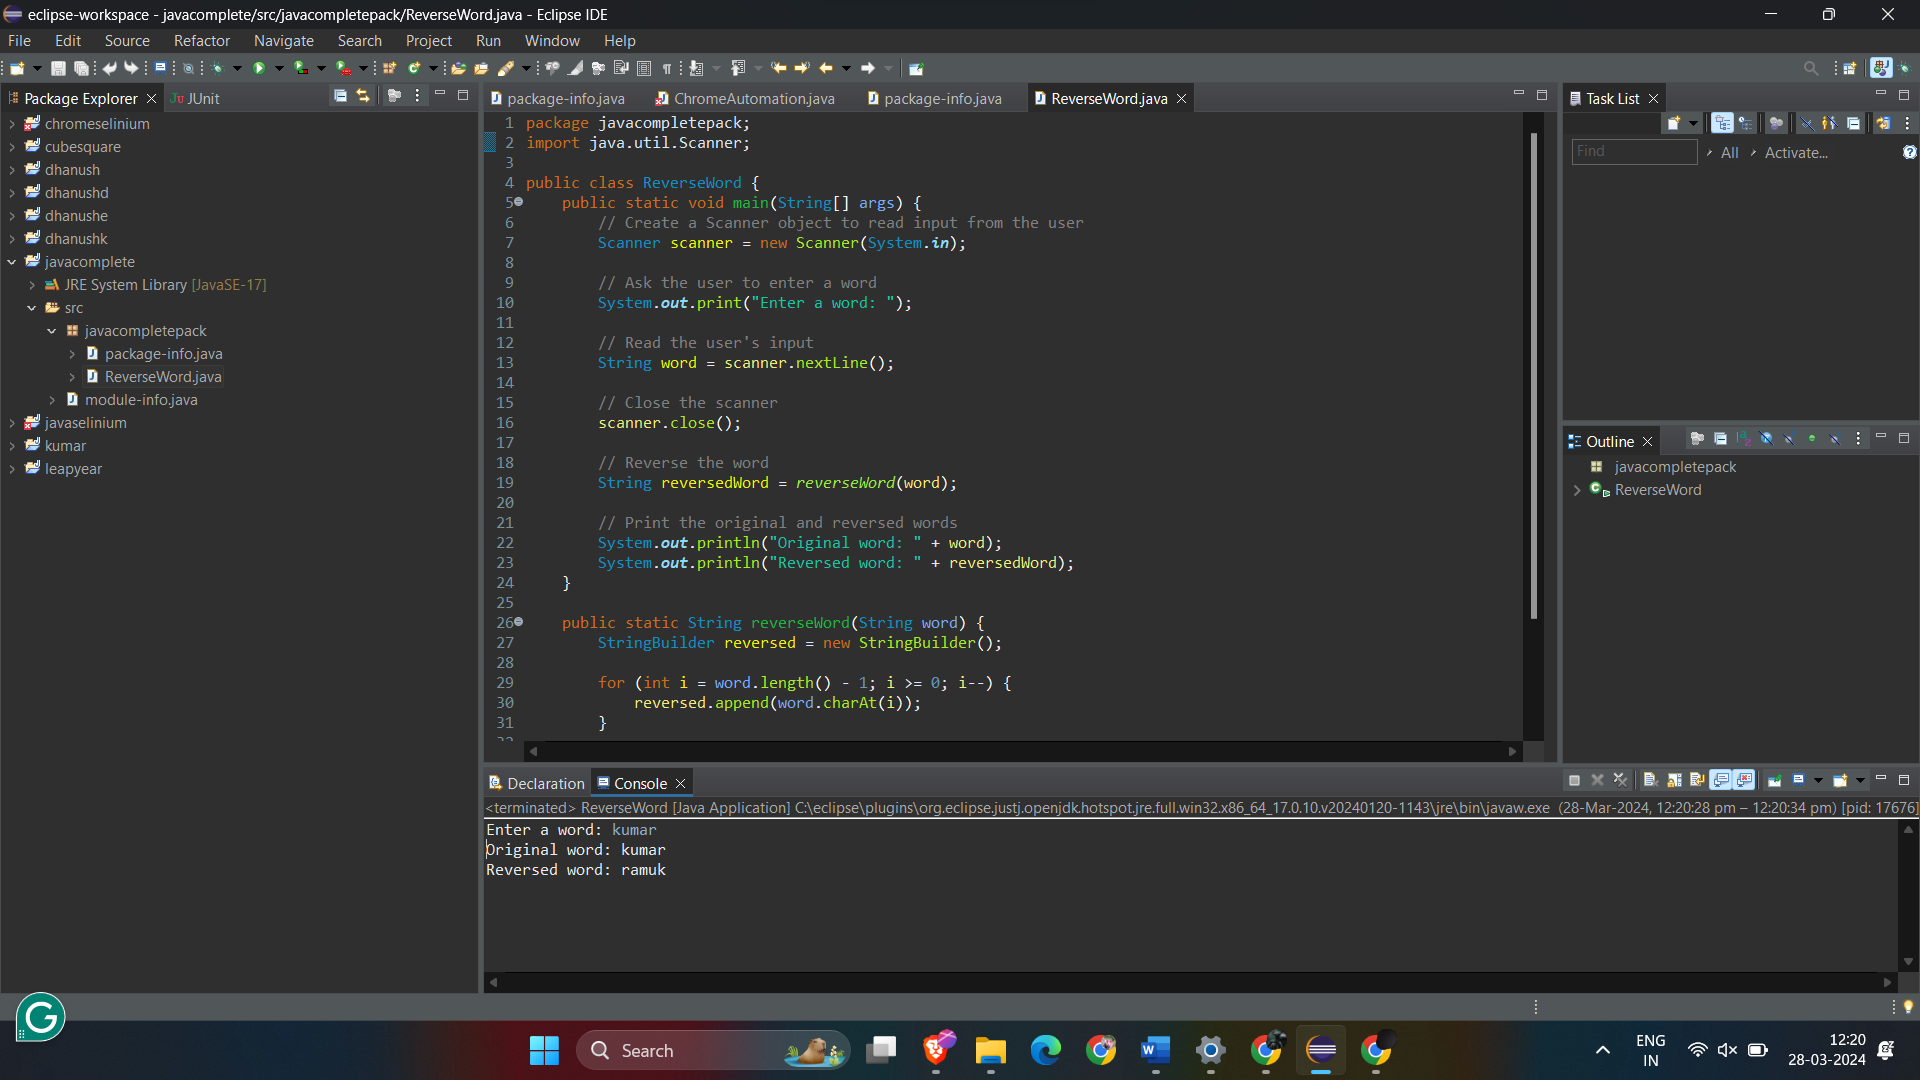 eclipse-workspace - javacomplete/src/javacompletepack/ReverseWord.java - Eclipse IDE
File Edit Source Refactor Navigate Search Project Run Window Help
Package Explorer
JUnit
chromeselinium
cubesquare
dhanush
dhanushd
dhanushe
dhanushk
javacomplete
JRE System Library [JavaSE-17]
src
javacompletepack
package-info.java
ReverseWord.java
module-info.java
javaselinium
kumar
leapyear
package-info.java ChromeAutomation.java package-info.java ReverseWord.java
1 package javacompletepack;
2 import java.util.Scanner;
3
4 public class ReverseWord {
5 public static void main(String[] args) {
6 // Create a Scanner object to read input from the user
7 Scanner scanner = new Scanner(System.in);
8
9 // Ask the user to enter a word
10 System.out.print("Enter a word: ");
11
12 // Read the user's input
13 String word = scanner.nextLine();
14
15 // Close the scanner
16 scanner.close();
17
18 // Reverse the word
19 String reversedWord = reverseWord(word);
20
21 // Print the original and reversed words
22 System.out.println("Original word: " + word);
23 System.out.println("Reversed word: " + reversedWord);
24 }
25
26 public static String reverseWord(String word) {
27 StringBuilder reversed = new StringBuilder();
28
29 for (int i = word.length() - 1; i >= 0; i--) {
30 reversed.append(word.charAt(i));
31 }
Task List
Find All Activate...
Outline
javacompletepack
ReverseWord
Declaration Console
<terminated> ReverseWord [Java Application] C:\eclipse\plugins\org.eclipse.justj.openjdk.hotspot.jre.full.win32.x86_64_17.0.10.v20240120-1143\jre\bin\javaw.exe (28-Mar-2024, 12:20:28 pm – 12:20:34 pm) [pid: 17676]
Enter a word: kumar
Original word: kumar
Reversed word: ramuk
Search
ENG
IN
12:20
28-03-2024